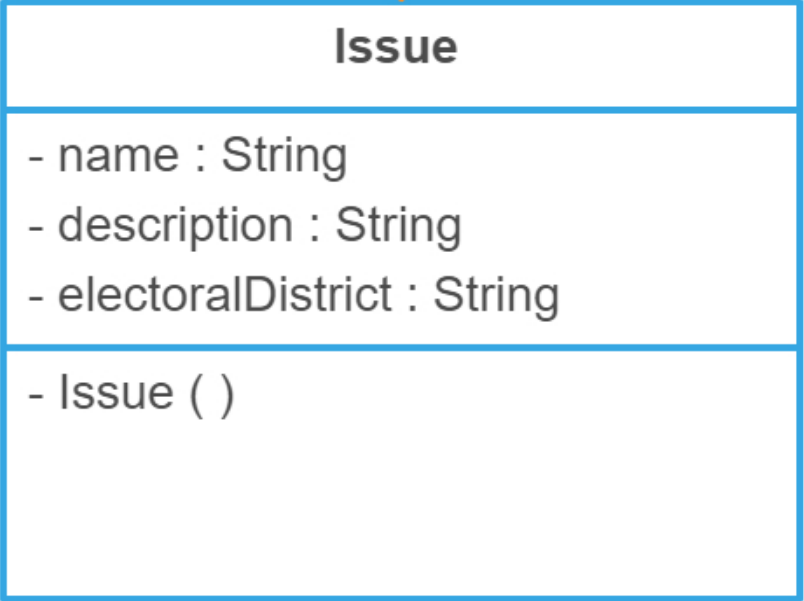 Issue
- name : String
- description : String
- electoralDistrict : String
- Issue ( )